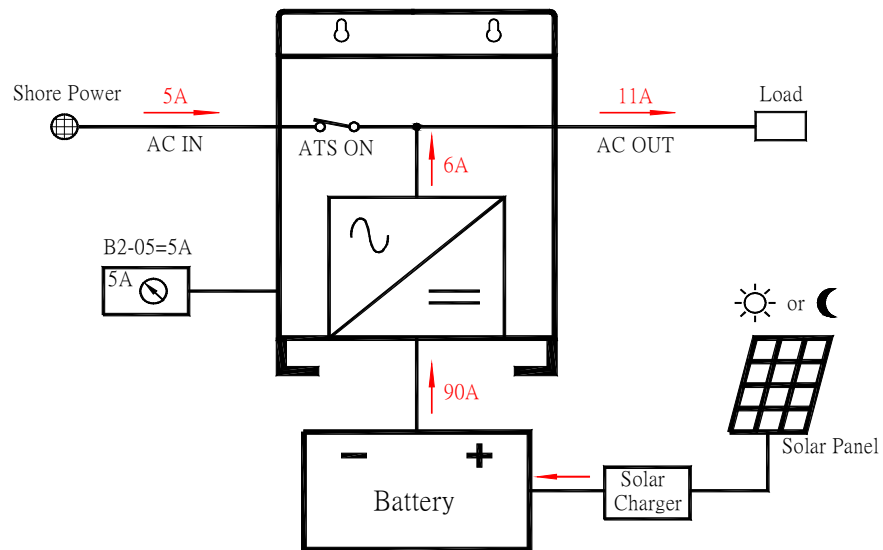 Shore Power
5A
AC IN
ATS ON
11A
AC OUT
Load
6A
B2-05=5A
5A
or
90A
Solar Panel
- +
Battery
Solar
Charger